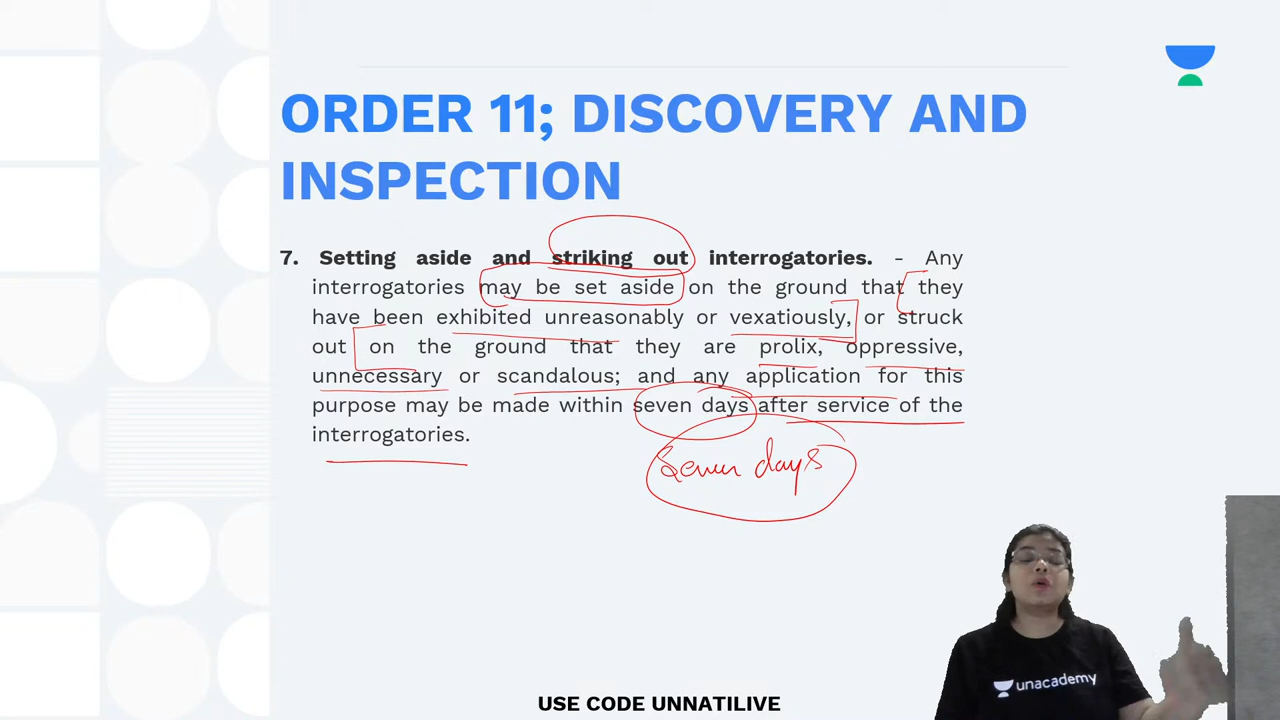 ORDER 11; DISCOVERY AND
INSPECTION
7. Setting aside and striking out interrogatories. - Any
interrogatories may be set aside on the ground that they
have been exhibited unreasonably or vexatiously, or struck
out on the ground that they are prolix, oppressive,
unnecessary or scandalous; and any application for this
purpose may be made within seven days after service of the
interrogatories.
Seven days
unacademy
USE CODE UNNATILIVE